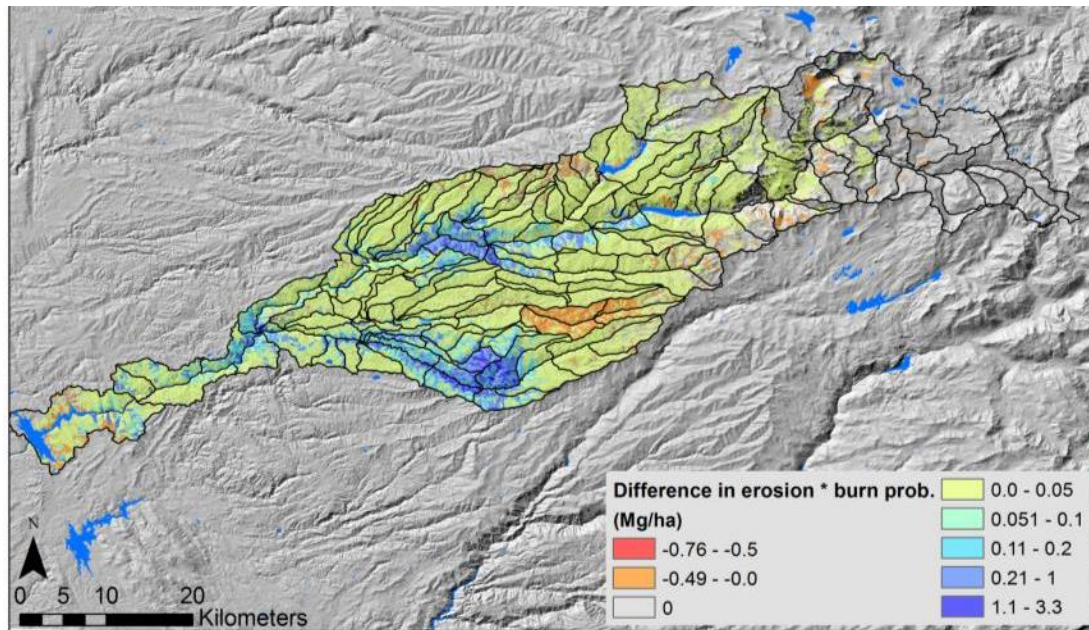 Difference in erosion * burn prob.
(Mg/ha)
-0.76 - -0.5
-0.49 - -0.0
0
0.0 - 0.05
0.051 - 0.1
0.11 - 0.2
0.21 - 1
1.1 - 3.3
N
0 5 10 20
Kilometers